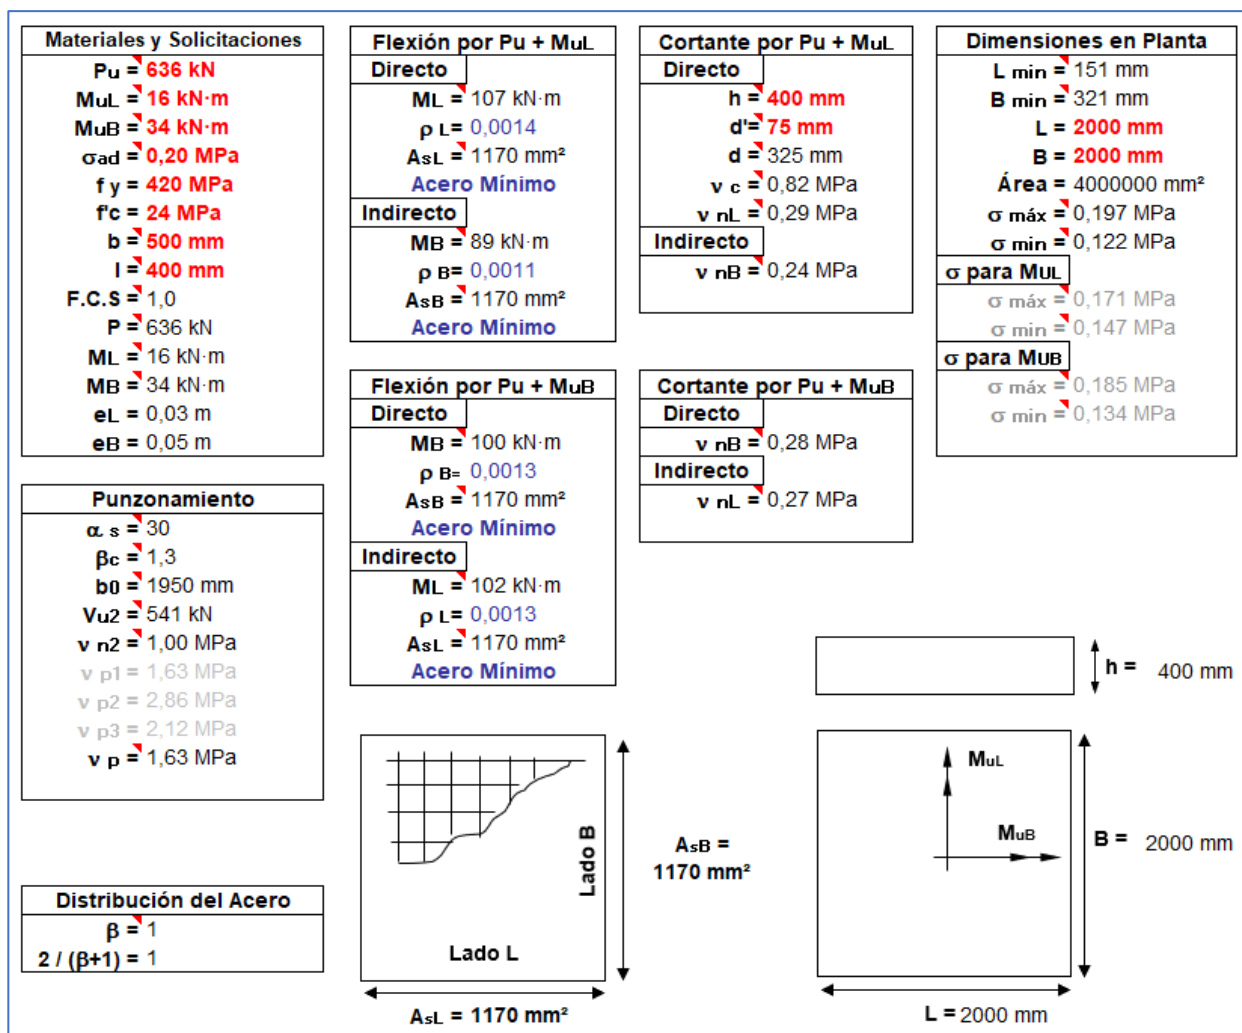 Materiales y Solicitaciones
Pu = 636 kN
MuL = 16 kN·m
MuB = 34 kN·m
σad = 0,20 MPa
f y = 420 MPa
f'c = 24 MPa
b = 500 mm
l = 400 mm
F.C.S = 1,0
P = 636 kN
ML = 16 kN·m
MB = 34 kN·m
eL = 0,03 m
eB = 0,05 m
Punzonamiento
α s = 30
βc = 1,3
b0 = 1950 mm
Vu2 = 541 kN
ν n2 = 1,00 MPa
ν p1 = 1,63 MPa
ν p2 = 2,86 MPa
ν p3 = 2,12 MPa
ν p = 1,63 MPa
Distribución del Acero
β = 1
2 / (β+1) = 1
Flexión por Pu + MuL
Directo
ML = 107 kN·m
ρ L= 0,0014
AsL = 1170 mm²
Acero Mínimo
Indirecto
MB = 89 kN·m
ρ B= 0,0011
AsB = 1170 mm²
Acero Mínimo
Flexión por Pu + MuB
Directo
MB = 100 kN·m
ρ B= 0,0013
AsB = 1170 mm²
Acero Mínimo
Indirecto
ML = 102 kN·m
ρ L= 0,0013
AsL = 1170 mm²
Acero Mínimo
Cortante por Pu + MuL
Directo
h = 400 mm
d'= 75 mm
d = 325 mm
ν c = 0,82 MPa
ν nL = 0,29 MPa
Indirecto
ν nB = 0,24 MPa
Cortante por Pu + MuB
Directo
ν nB = 0,28 MPa
Indirecto
ν nL = 0,27 MPa
Dimensiones en Planta
L min = 151 mm
B min = 321 mm
L = 2000 mm
B = 2000 mm
Área = 4000000 mm²
σ máx = 0,197 MPa
σ min = 0,122 MPa
σ para MUL
σ máx = 0,171 MPa
σ min = 0,147 MPa
σ para MUB
σ máx = 0,185 MPa
σ min = 0,134 MPa
Lado B
Lado L
AsB =
1170 mm²
AsL = 1170 mm²
h = 400 mm
MuL
MuB
B = 2000 mm
L = 2000 mm